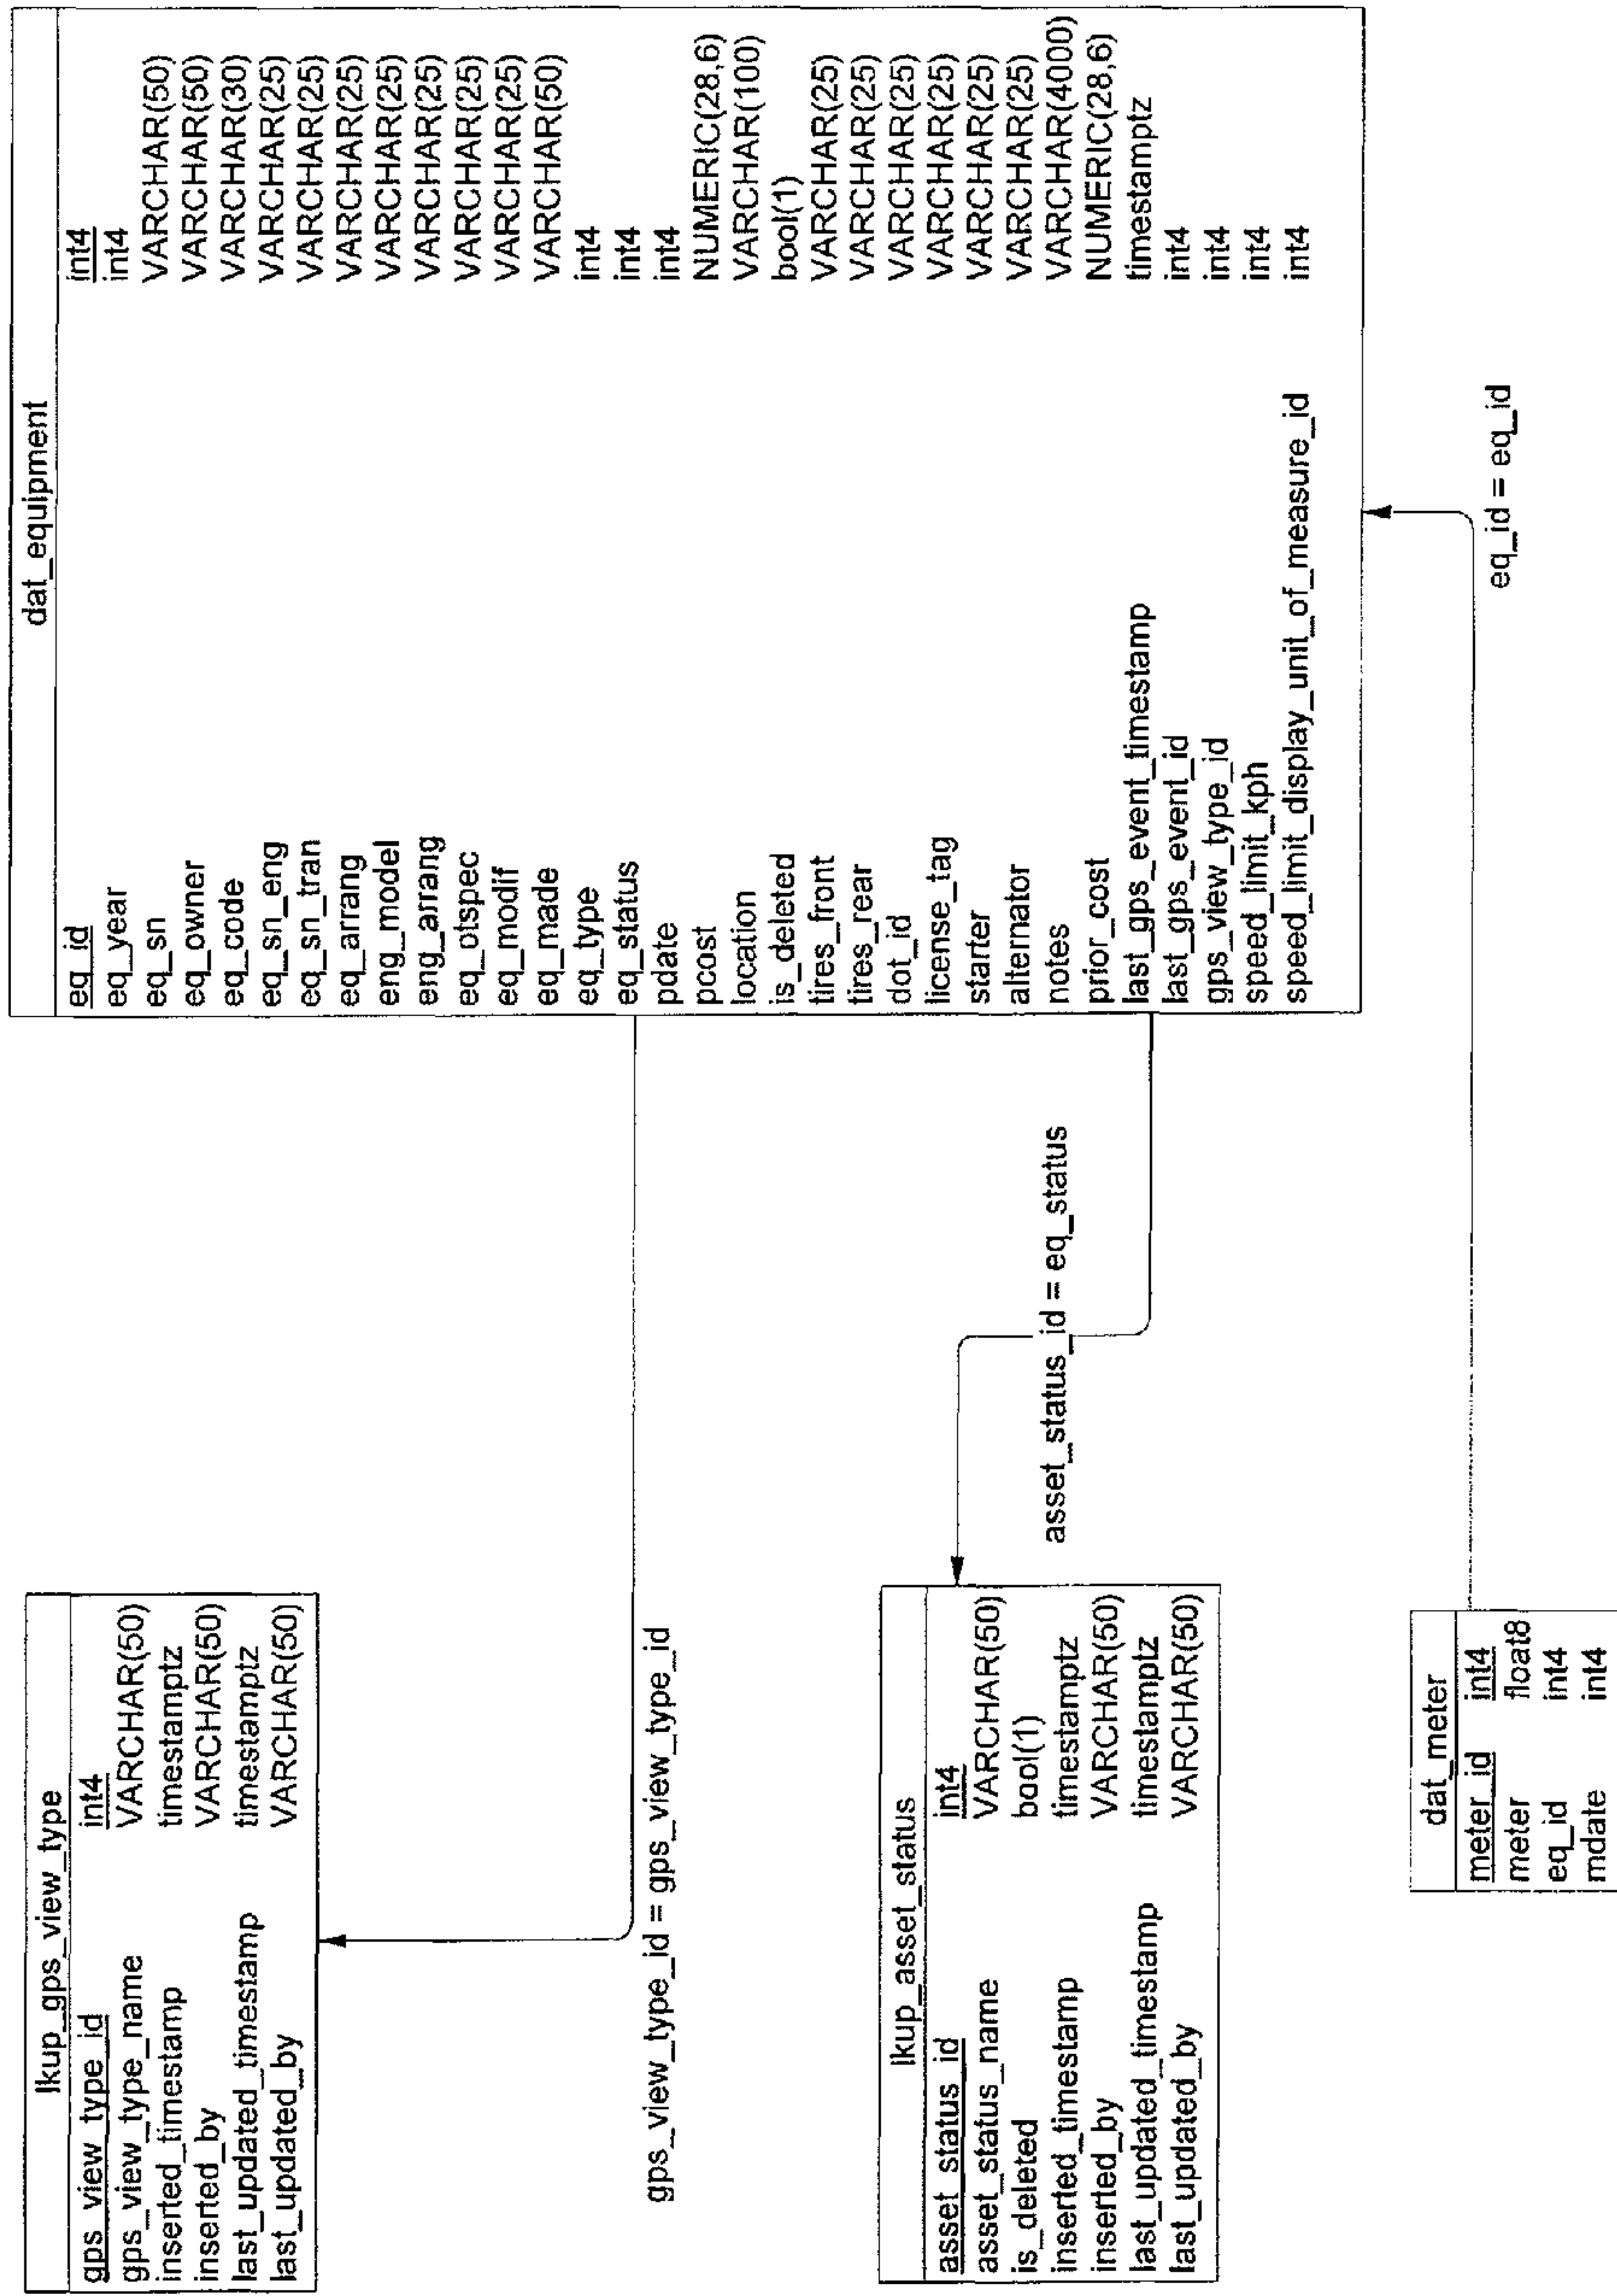 lkup_gps_view_type
gps_view_type_id int4
gps_view_type_name VARCHAR(50)
inserted_timestamp timestamptz
inserted_by VARCHAR(50)
last_updated_timestamp timestamptz
last_updated_by VARCHAR(50)
gps_view_type_id = gps_view_type_id
lkup_asset_status
asset_status_id int4
asset_status_name VARCHAR(50)
is_deleted bool(1)
inserted_timestamp timestamptz
inserted_by VARCHAR(50)
last_updated_timestamp timestamptz
last_updated_by VARCHAR(50)
asset_status_id = eq_status
dat_meter
meter_id int4
meter float8
eq_id int4
mdate int4
dat_equipment
eq_id int4
eq_year int4
eq_sn VARCHAR(50)
eq_owner VARCHAR(50)
eq_code VARCHAR(30)
eq_sn_eng VARCHAR(25)
eq_sn_tran VARCHAR(25)
eq_arrang VARCHAR(25)
eng_model VARCHAR(25)
eng_arrang VARCHAR(25)
eq_otspec VARCHAR(25)
eq_modif VARCHAR(25)
eq_made VARCHAR(50)
eq_type int4
eq_status int4
pdate int4
pcost NUMERIC(28,6)
location VARCHAR(100)
is_deleted bool(1)
tires_front VARCHAR(25)
tires_rear VARCHAR(25)
dot_id VARCHAR(25)
license_tag VARCHAR(25)
starter VARCHAR(25)
alternator VARCHAR(25)
notes VARCHAR(4000)
prior_cost NUMERIC(28,6)
last_gps_event_timestamp timestamptz
last_gps_event_id int4
gps_view_type_id int4
speed_limit_kph int4
speed_limit_display_unit_of_measure_id int4
eq_id = eq_id